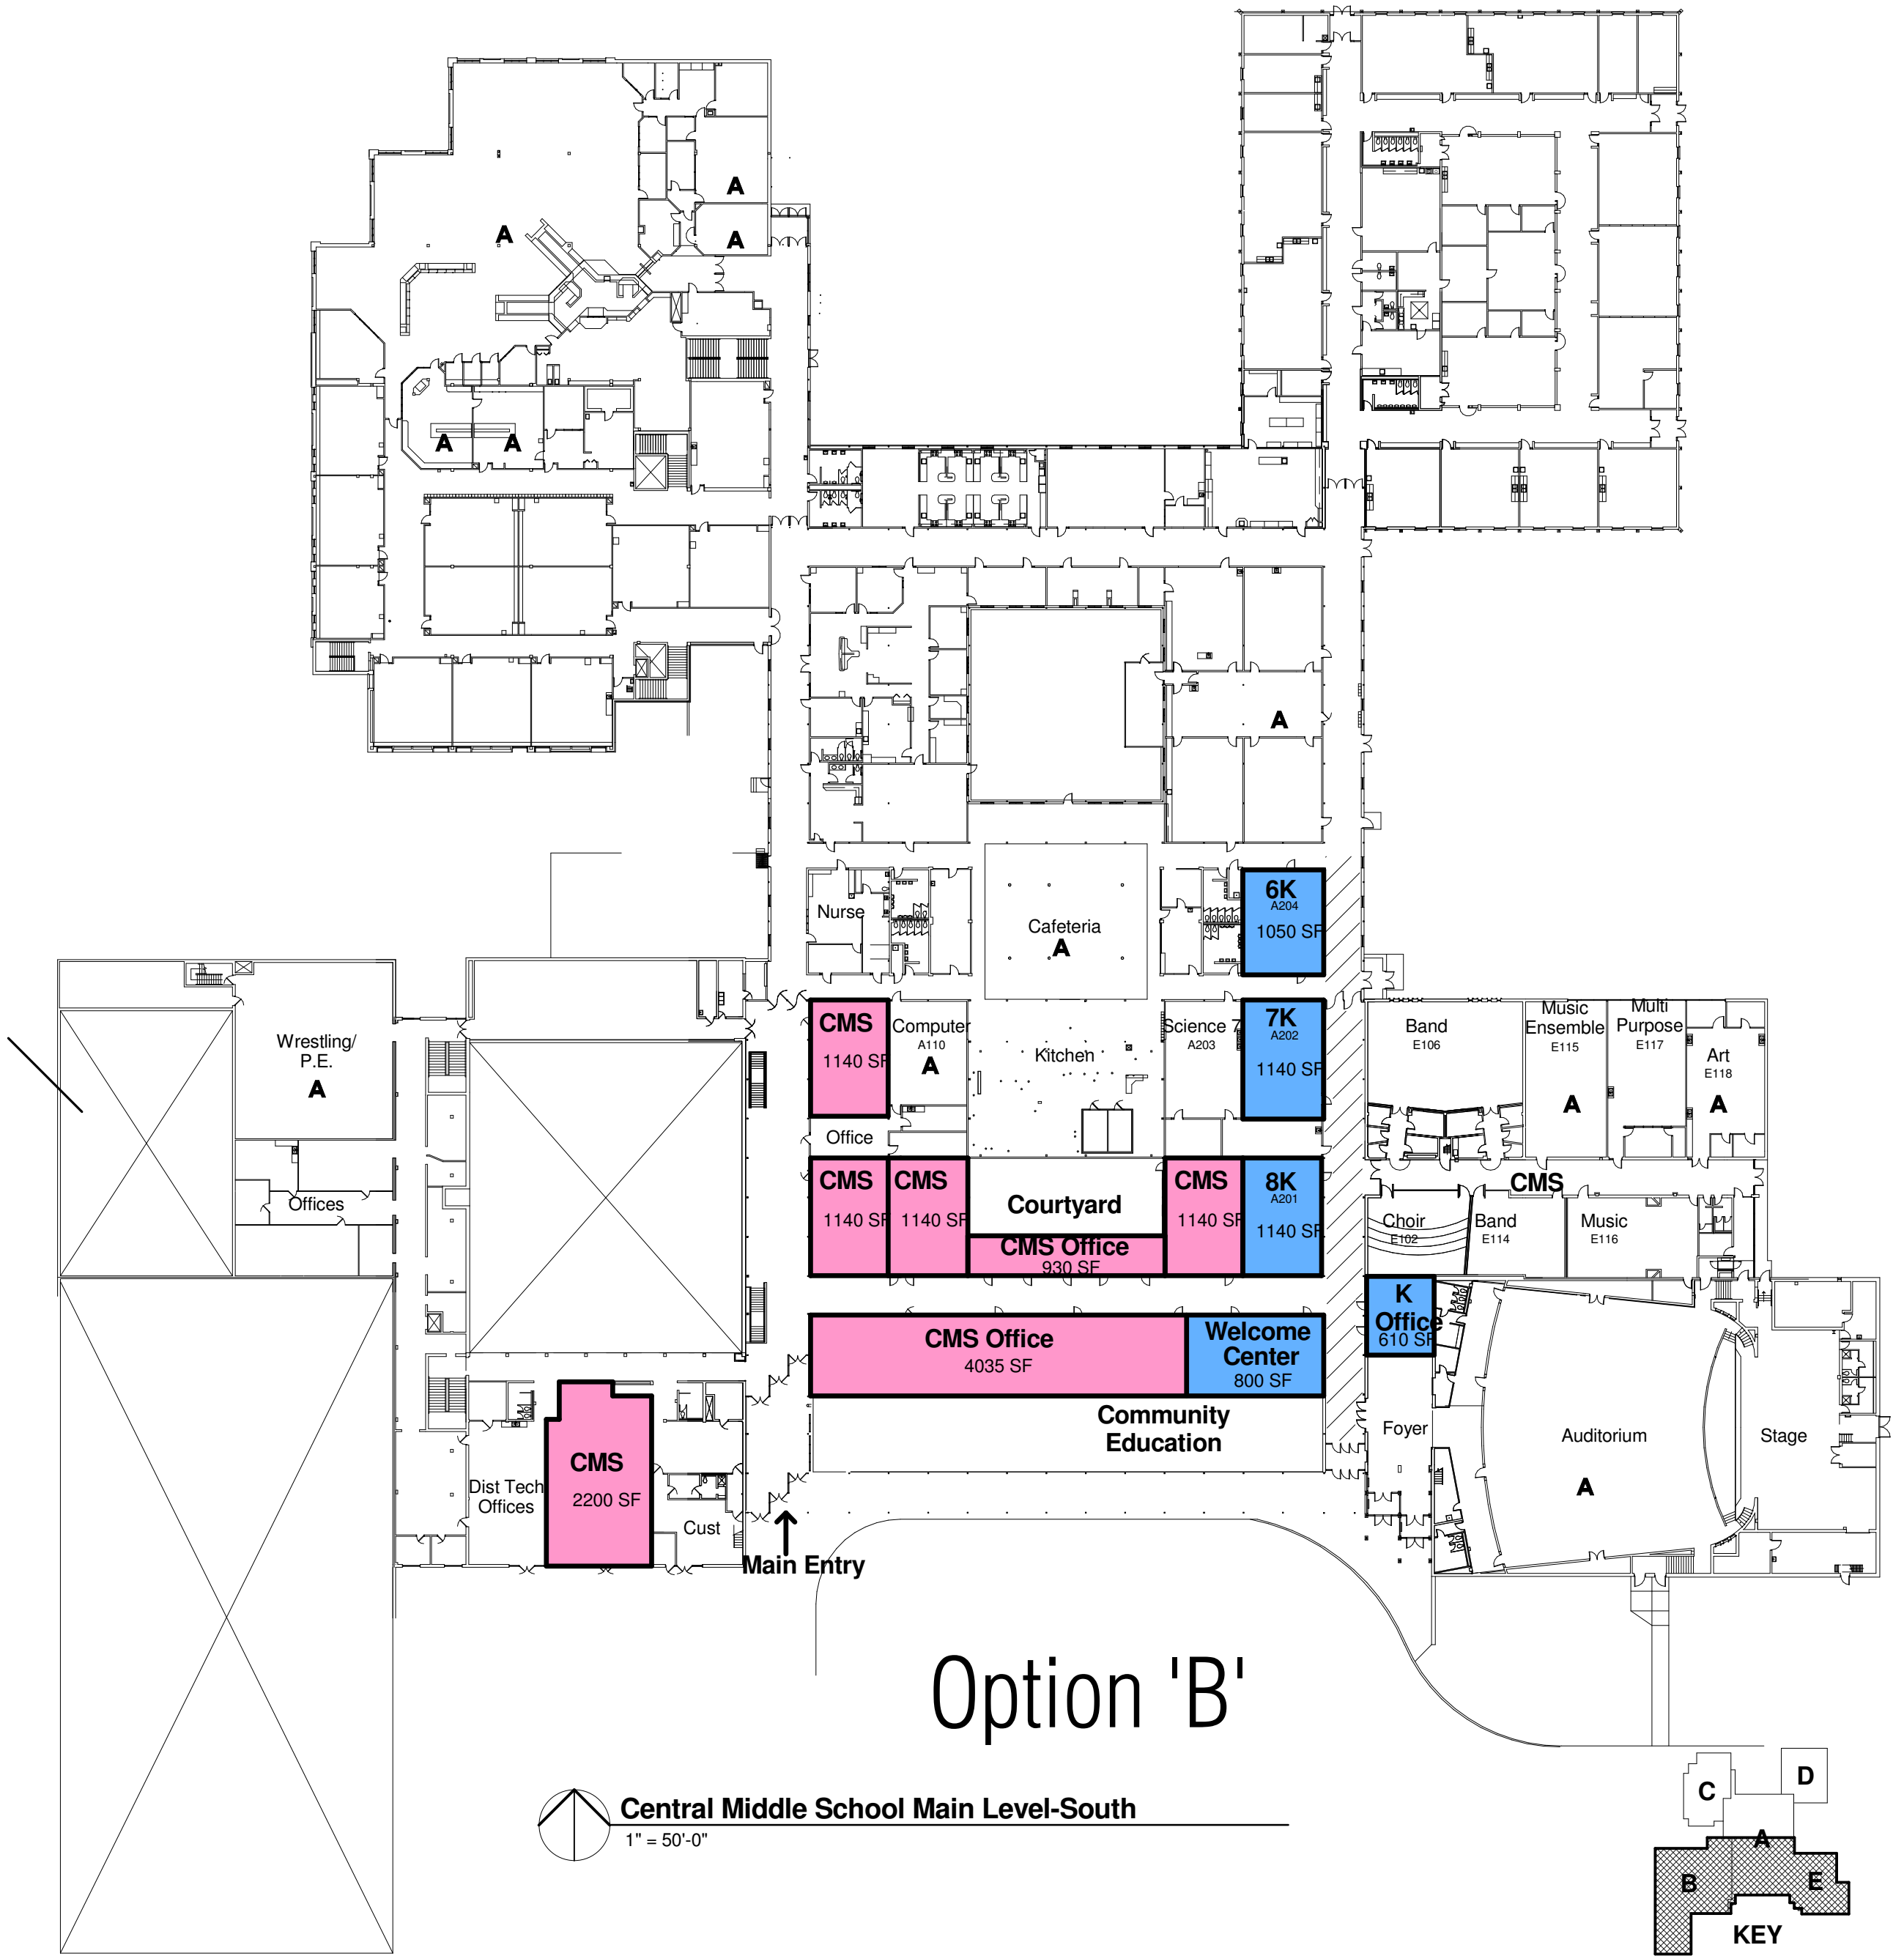 A
A
A
A
A
A
6K
A204
1050 SF
Nurse
Cafeteria
A
CMS
1140 SF
Computer
A110
A
Kitchen
Science 7
A203
7K
A202
1140 SF
Band
E106
Music
Ensemble
E115
A
Multi
Purpose
E117
Art
E118
A
Wrestling/
P.E.
A
Office
Offices
CMS
1140 SF
CMS
1140 SF
Courtyard
CMS Office
930 SF
CMS
1140 SF
8K
A201
1140 SF
CMS
Choir
E102
Band
E114
Music
E116
K
Office
610 SF
CMS Office
4035 SF
Welcome
Center
800 SF
Community
Education
Foyer
Auditorium
A
Stage
Dist Tech
Offices
CMS
2200 SF
Cust
Main Entry
Option 'B'
Central Middle School Main Level-South
1" = 50'-0"
C
D
A
B
E
KEY